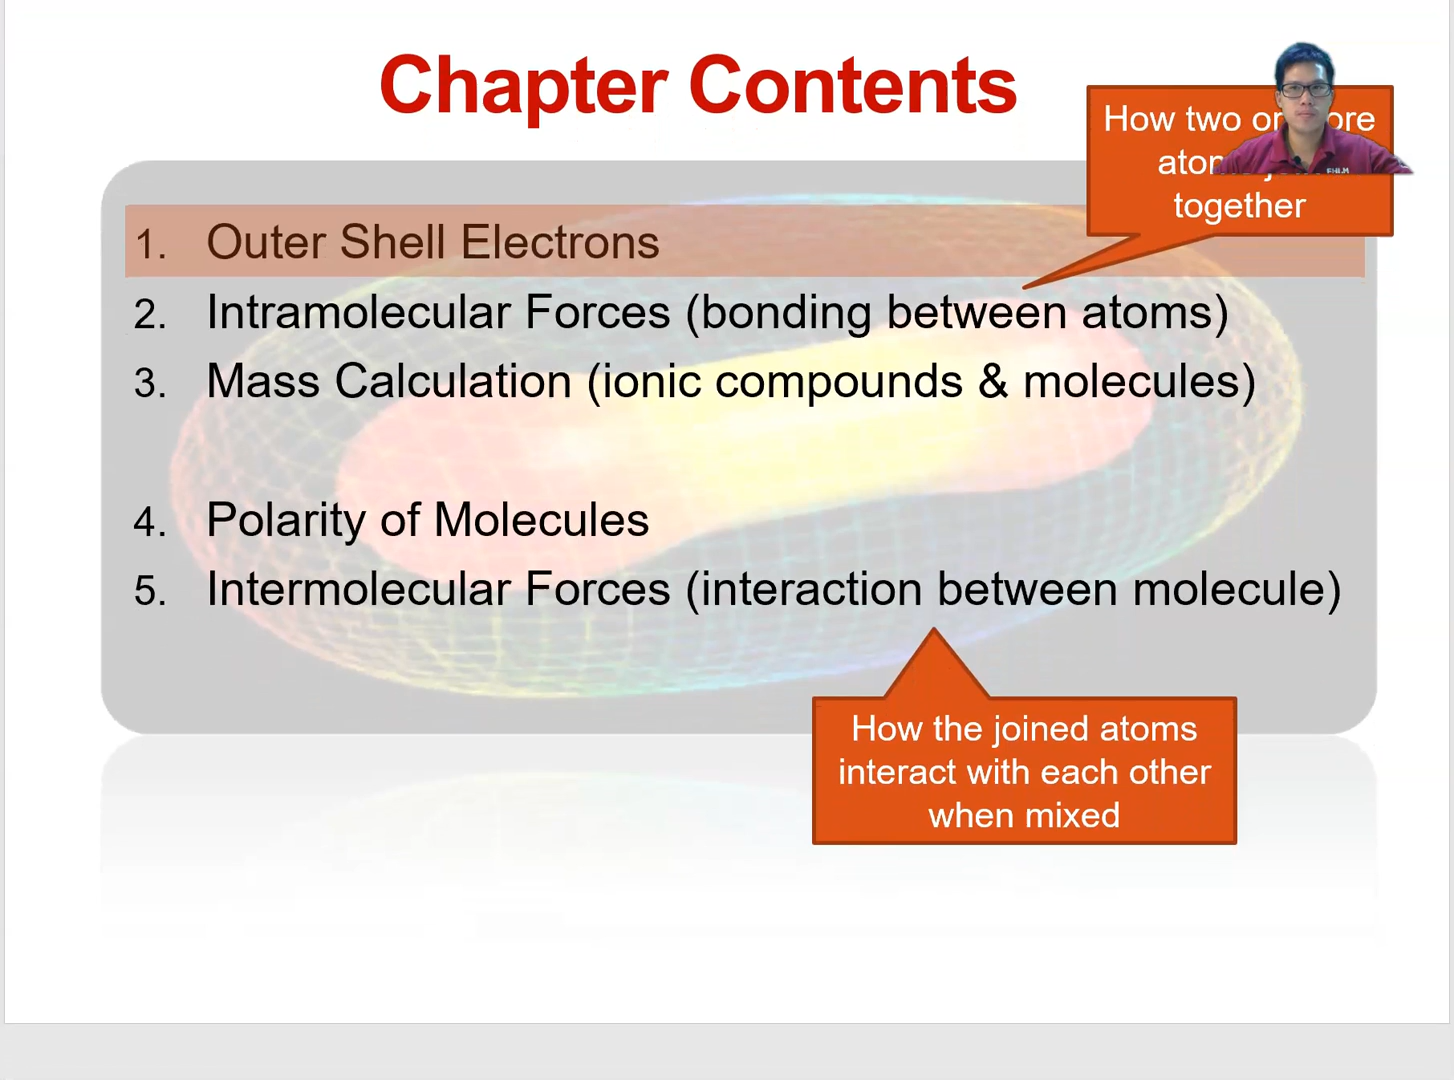 Chapter Contents
How two or ore
together
1. Outer Shell Electrons
2. Intramolecular Forces (bonding between atoms)
3. Mass Calculation (ionic compounds & molecules)
4. Polarity of Molecules
5. Intermolecular Forces (interaction between molecule)
How the joined atoms
interact with each other
when mixed